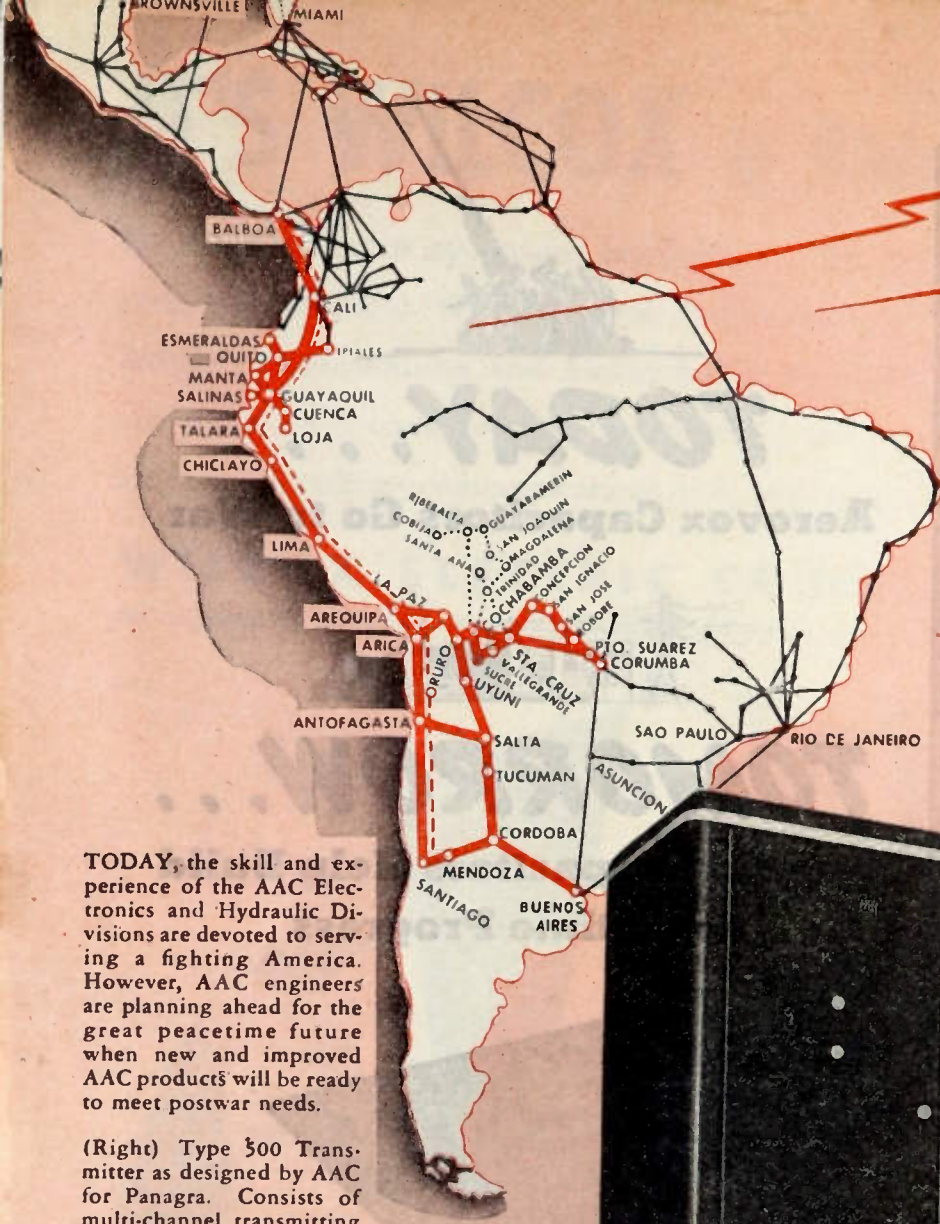 BROWNSVILLE
MIAMI
BALBOA
CALI
ESMERALDAS
QUITO
IPIALES
MANTA
SALINAS
GUAYAQUIL
CUENCA
TALARA
LOJA
CHICLAYO
RIBERALTA
GUAYARAMERIN
COBIJA
SAN JOAQUIN
SANTA ANA
MAGDALENA
TRINIDAD
LIMA
COCHABAMBA
CONCEPCION
SAN IGNACIO
LA PAZ
SAN JOSE
ROBORE
AREQUIPA
ARICA
ORURO
PTO. SUAREZ
CORUMBA
STA. CRUZ
VALLEGRANDE
SUCRE
UYUNI
ANTOFAGASTA
SALTA
SAO PAULO
RIO DE JANEIRO
TUCUMAN
ASUNCION
CORDOBA
MENDOZA
SANTIAGO
BUENOS
AIRES
TODAY, the skill and ex-
perience of the AAC Elec-
tronics and Hydraulic Di-
visions are devoted to serv-
ing a fighting America.
However, AAC engineers
are planning ahead for the
great peacetime future
when new and improved
AAC products will be ready
to meet postwar needs.
(Right) Type 500 Trans-
mitter as designed by AAC
for Panagra. Consists of
multi-channel transmitting